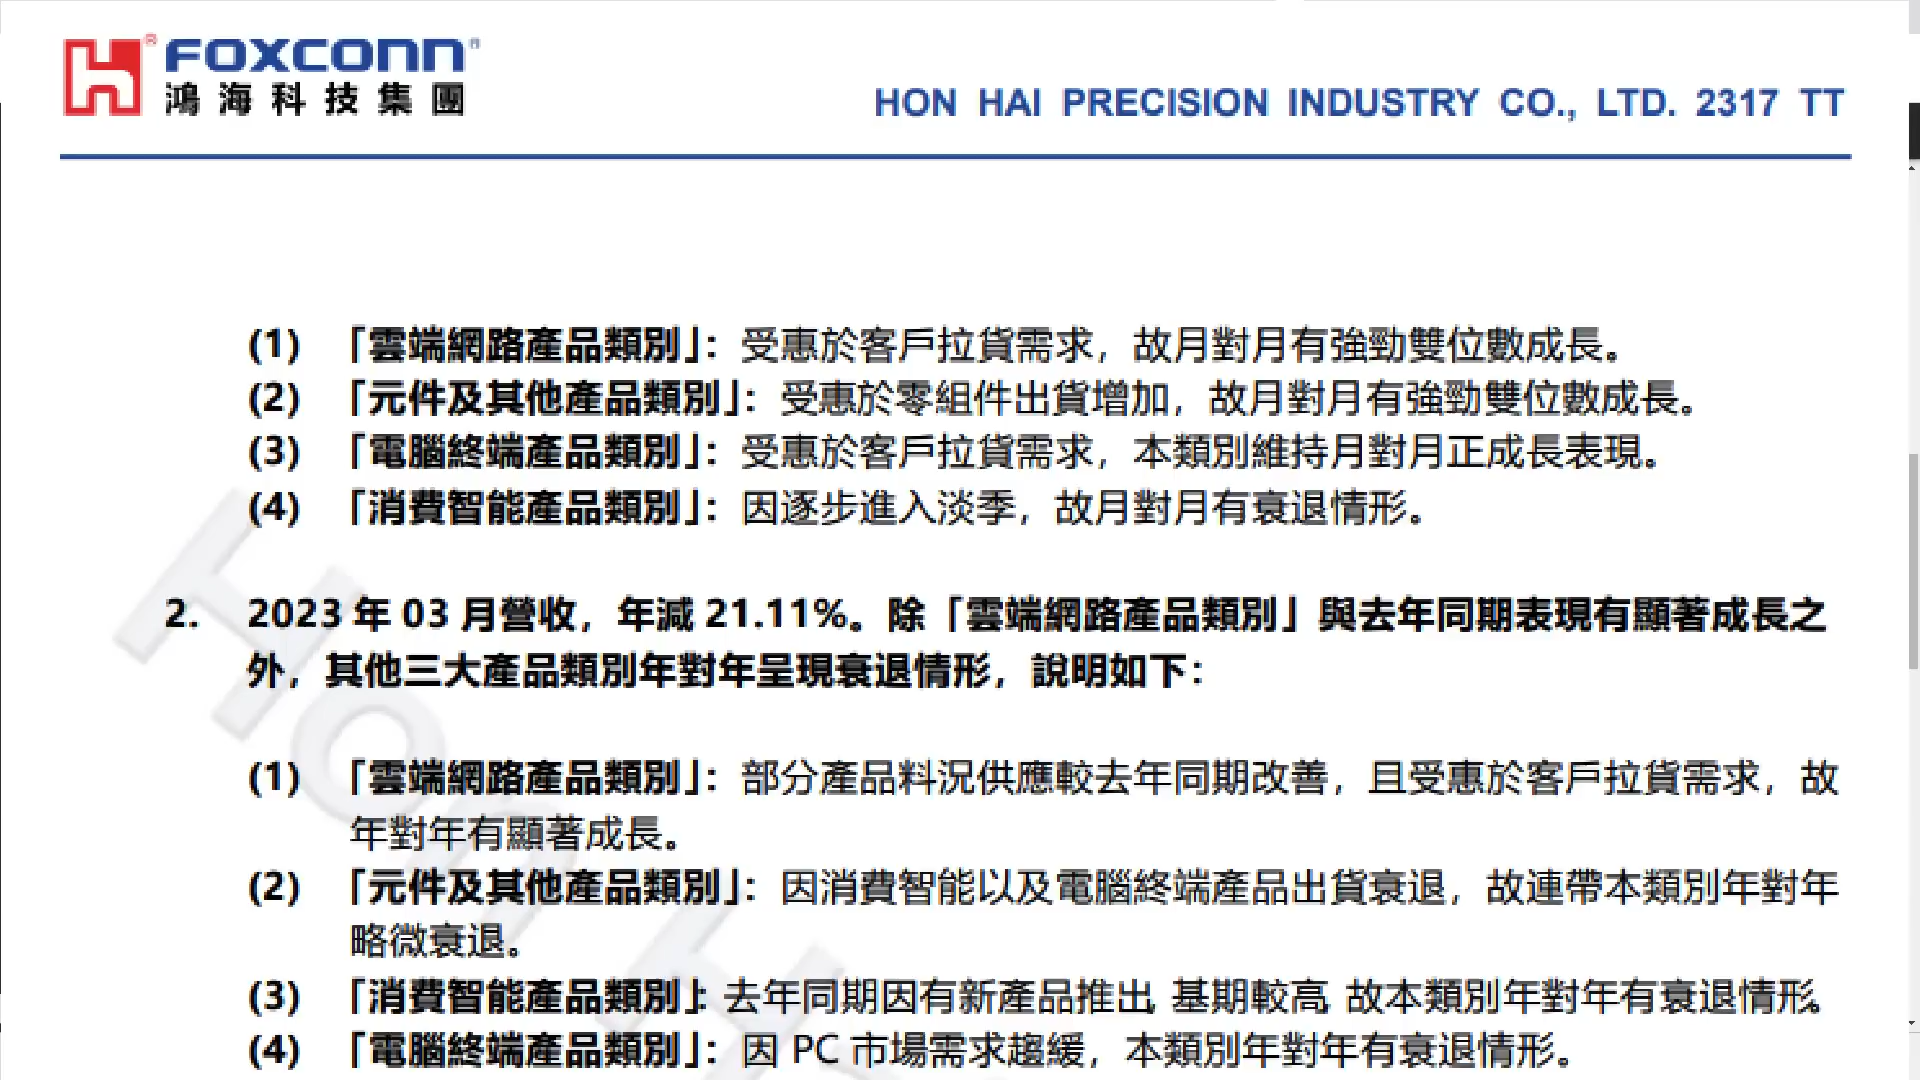 FOXCONN®
鴻海科技集團
HON HAI PRECISION INDUSTRY CO., LTD. 2317 TT
(1) 「雲端網路產品類別」：受惠於客戶拉貨需求，故月對月有強勁雙位數成長。
(2) 「元件及其他產品類別」：受惠於零組件出貨增加，故月對月有強勁雙位數成長。
(3) 「電腦終端產品類別」：受惠於客戶拉貨需求，本類別維持月對月正成長表現。
(4) 「消費智能產品類別」：因逐步進入淡季，故月對月有衰退情形。
2. 2023 年 03 月營收，年減 21.11%。除「雲端網路產品類別」與去年同期表現有顯著成長之
外，其他三大產品類別年對年呈現衰退情形，說明如下：
(1) 「雲端網路產品類別」：部分產品料況供應較去年同期改善，且受惠於客戶拉貨需求，故
年對年有顯著成長。
(2) 「元件及其他產品類別」：因消費智能以及電腦終端產品出貨衰退，故連帶本類別年對年
略微衰退。
(3) 「消費智能產品類別」：去年同期因有新產品推出，基期較高，故本類別年對年有衰退情形。
(4) 「電腦終端產品類別」：因 PC 市場需求趨緩，本類別年對年有衰退情形。
Hon H